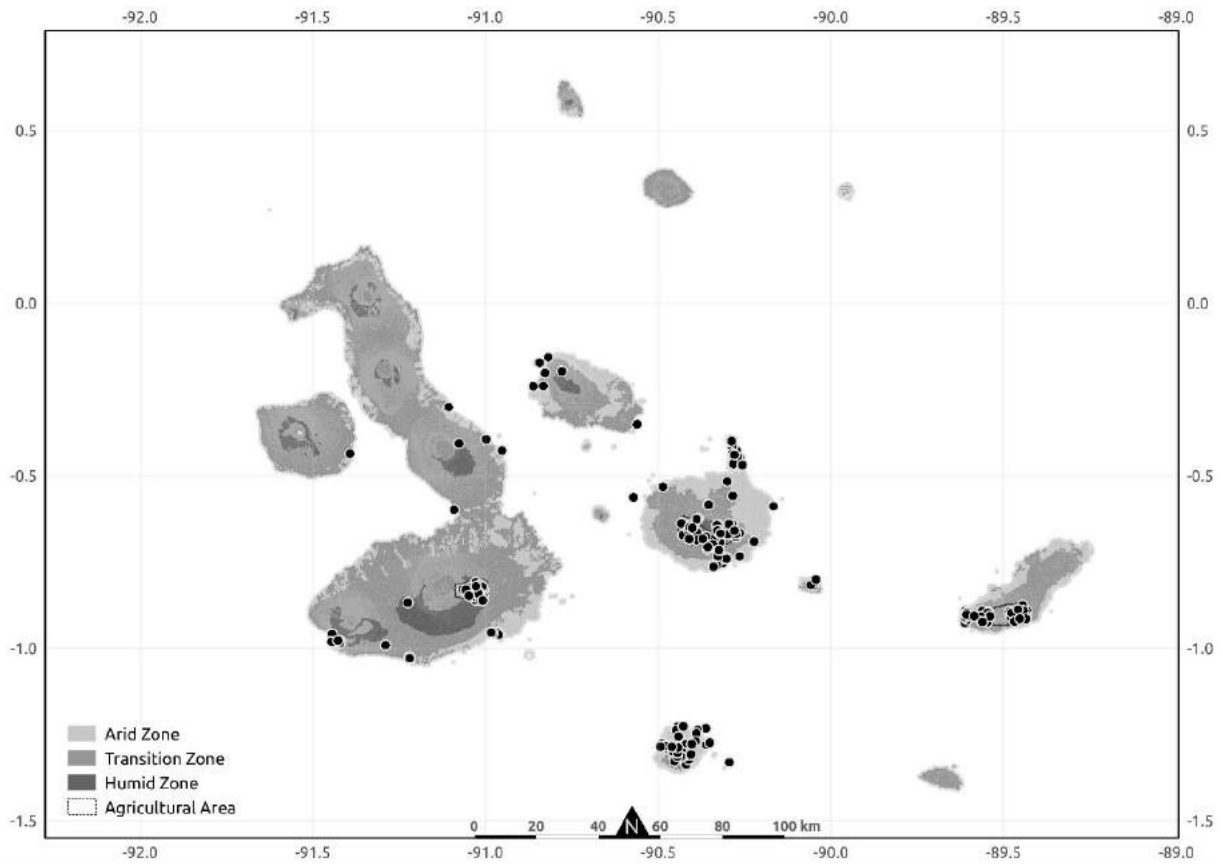 -92.0 -91.5 -91.0 -90.5 -90.0 -89.5 -89.0
0.5 0.5
0.0 0.0
-0.5 -0.5
-1.0 -1.0
Arid Zone
Transition Zone
Humid Zone
Agricultural Area
0 20 40 N 60 80 100 km
-1.5 -1.5
-92.0 -91.5 -91.0 -90.5 -90.0 -89.5 -89.0